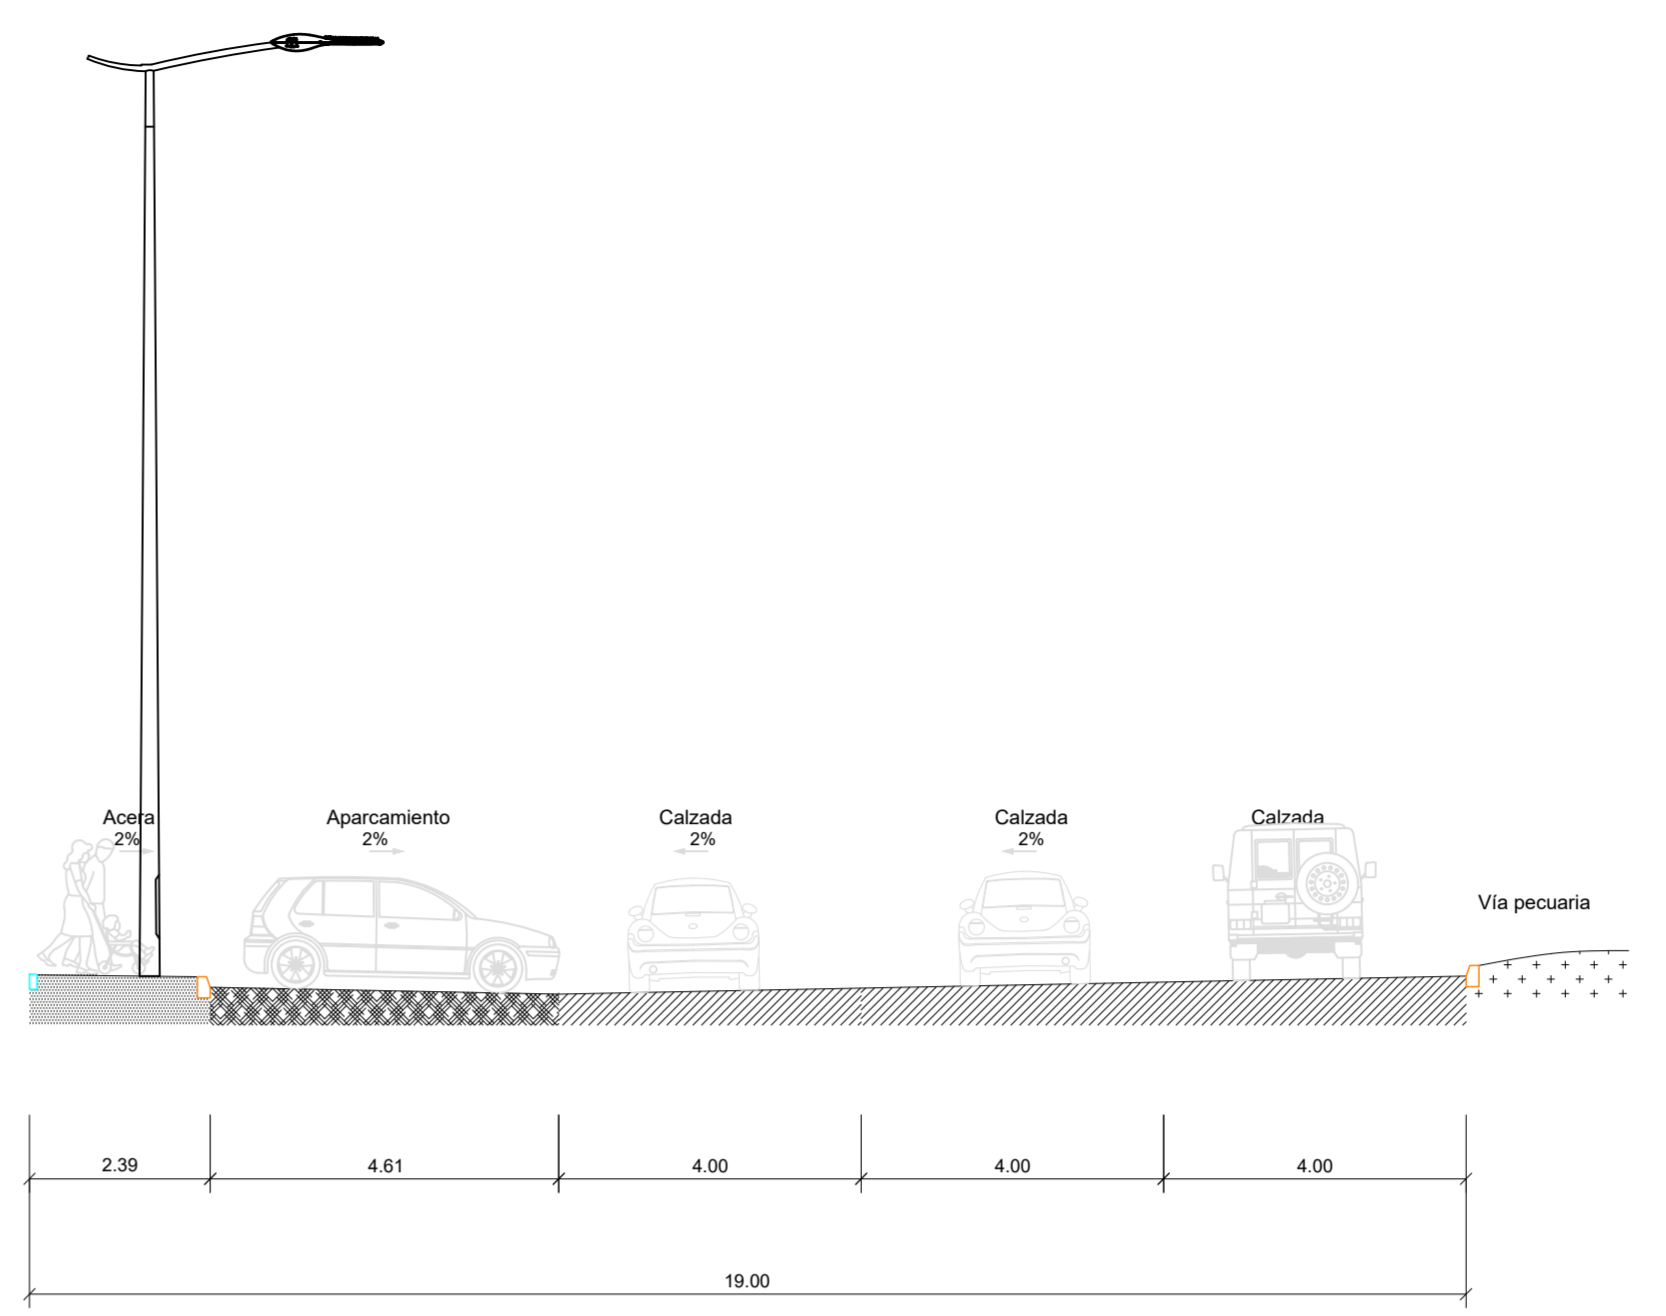 Acera
2%
Aparcamiento
2%
Calzada
2%
Calzada
2%
Calzada
Vía pecuaria
2.39
4.61
4.00
4.00
4.00
19.00